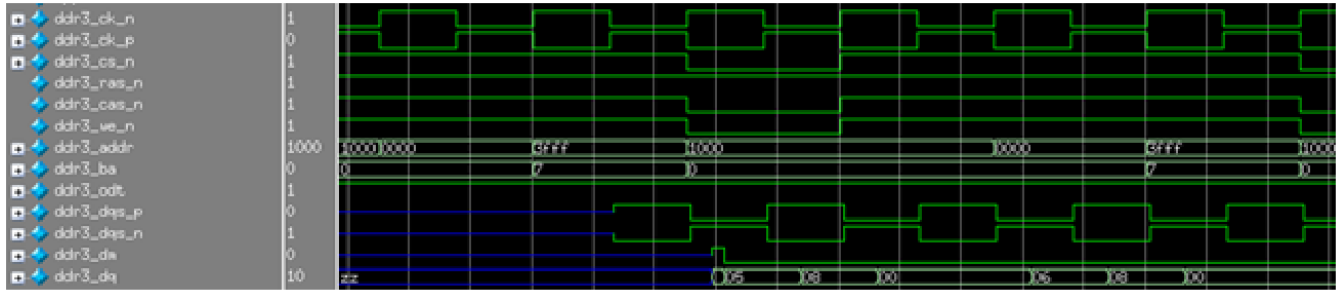 ddr3_ck_n 1
ddr3_ck_p 0
ddr3_cs_n 1
ddr3_ras_n 1
ddr3_cas_n 1
ddr3_we_n 1
ddr3_addr 1000 1000 0000 3fff 1000 0000 3fff 1000
ddr3_ba 0 0 7 0 7 0
ddr3_odt 1
ddr3_dqs_p 0
ddr3_dqs_n 1
ddr3_dm 0
ddr3_dq 10 zz 05 08 00 06 08 00